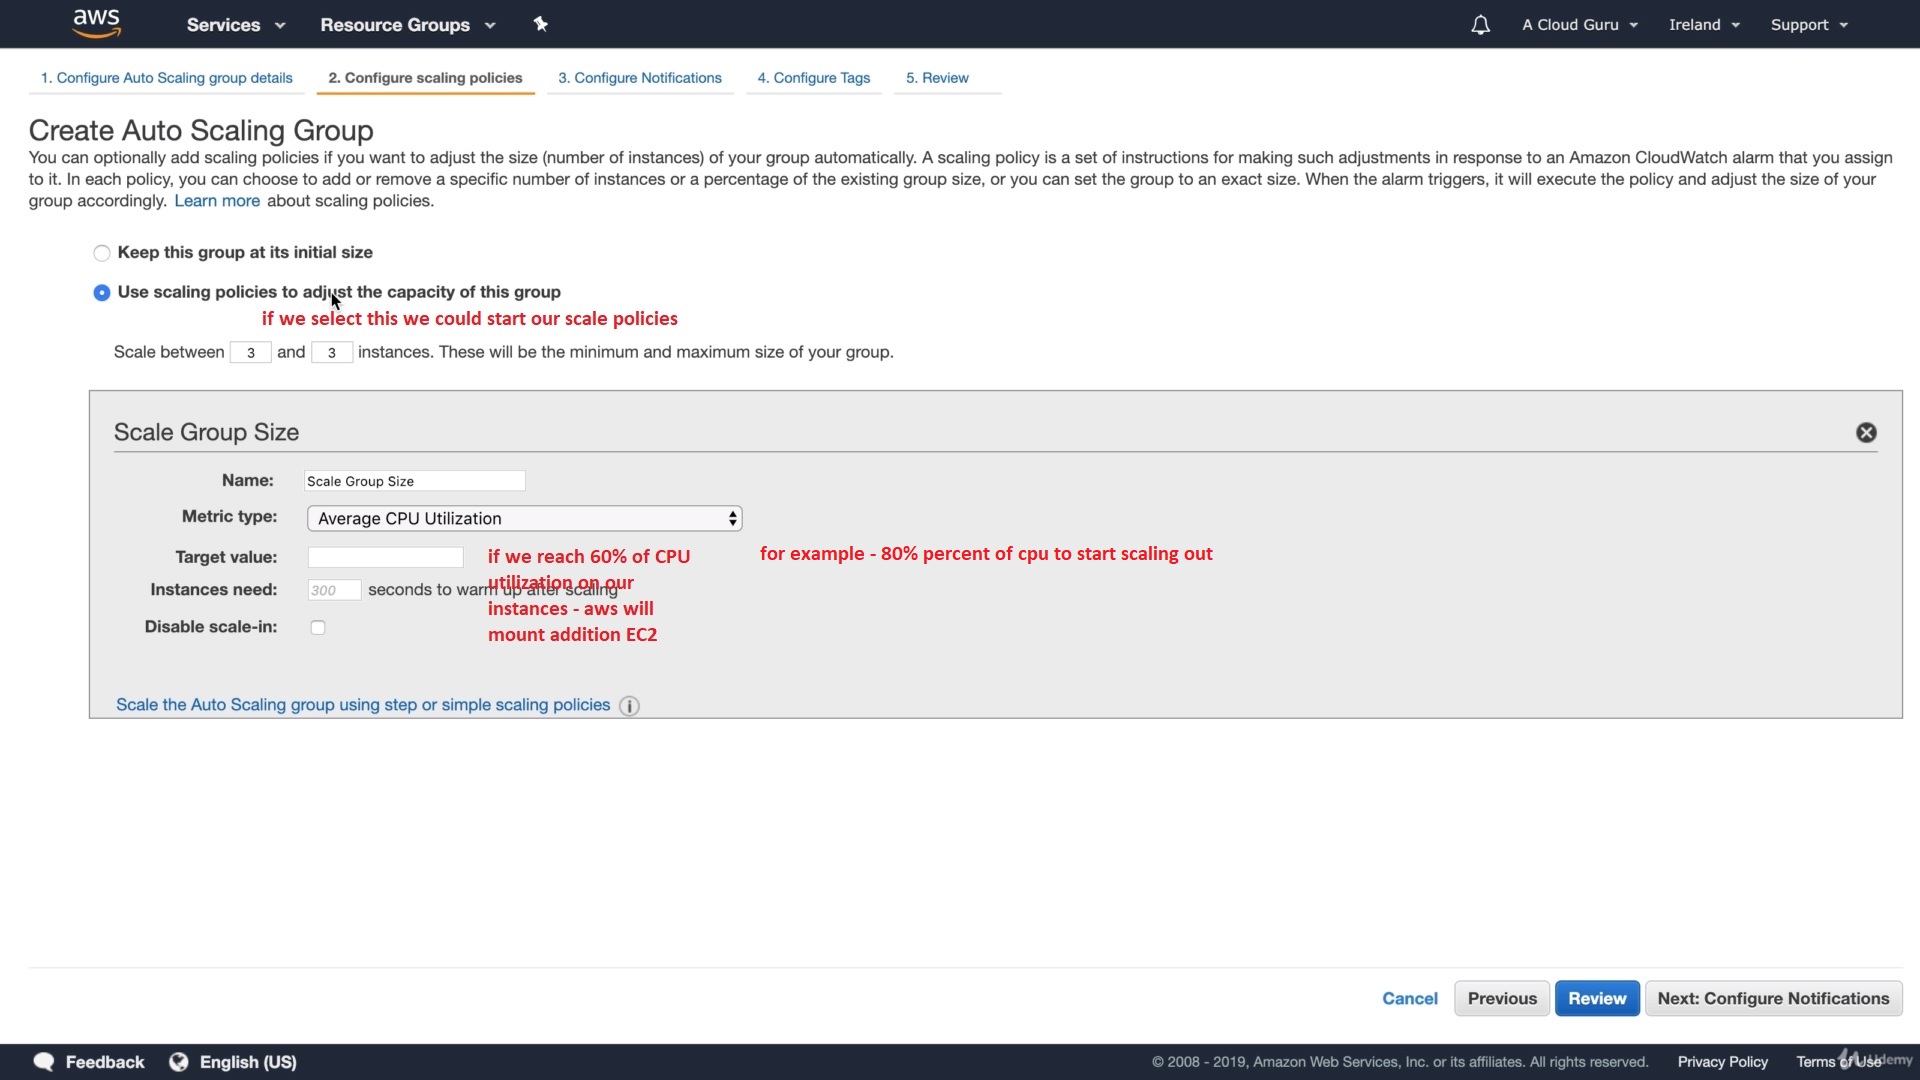 aws Services Resource Groups A Cloud Guru Ireland Support
1. Configure Auto Scaling group details 2. Configure scaling policies 3. Configure Notifications 4. Configure Tags 5. Review
Create Auto Scaling Group
You can optionally add scaling policies if you want to adjust the size (number of instances) of your group automatically. A scaling policy is a set of instructions for making such adjustments in response to an Amazon CloudWatch alarm that you assign
to it. In each policy, you can choose to add or remove a specific number of instances or a percentage of the existing group size, or you can set the group to an exact size. When the alarm triggers, it will execute the policy and adjust the size of your
group accordingly. Learn more about scaling policies.
Keep this group at its initial size
Use scaling policies to adjust the capacity of this group
if we select this we could start our scale policies
Scale between 3 and 3 instances. These will be the minimum and maximum size of your group.
Scale Group Size
Name: Scale Group Size
Metric type: Average CPU Utilization
Target value:
if we reach 60% of CPU
utilization on our
instances - aws will
mount addition EC2
for example - 80% percent of cpu to start scaling out
Instances need: 300 seconds to warm up after scaling
Disable scale-in:
Scale the Auto Scaling group using step or simple scaling policies
Cancel Previous Review Next: Configure Notifications
Feedback English (US) © 2008 - 2019, Amazon Web Services, Inc. or its affiliates. All rights reserved. Privacy Policy Terms of Use
Udemy